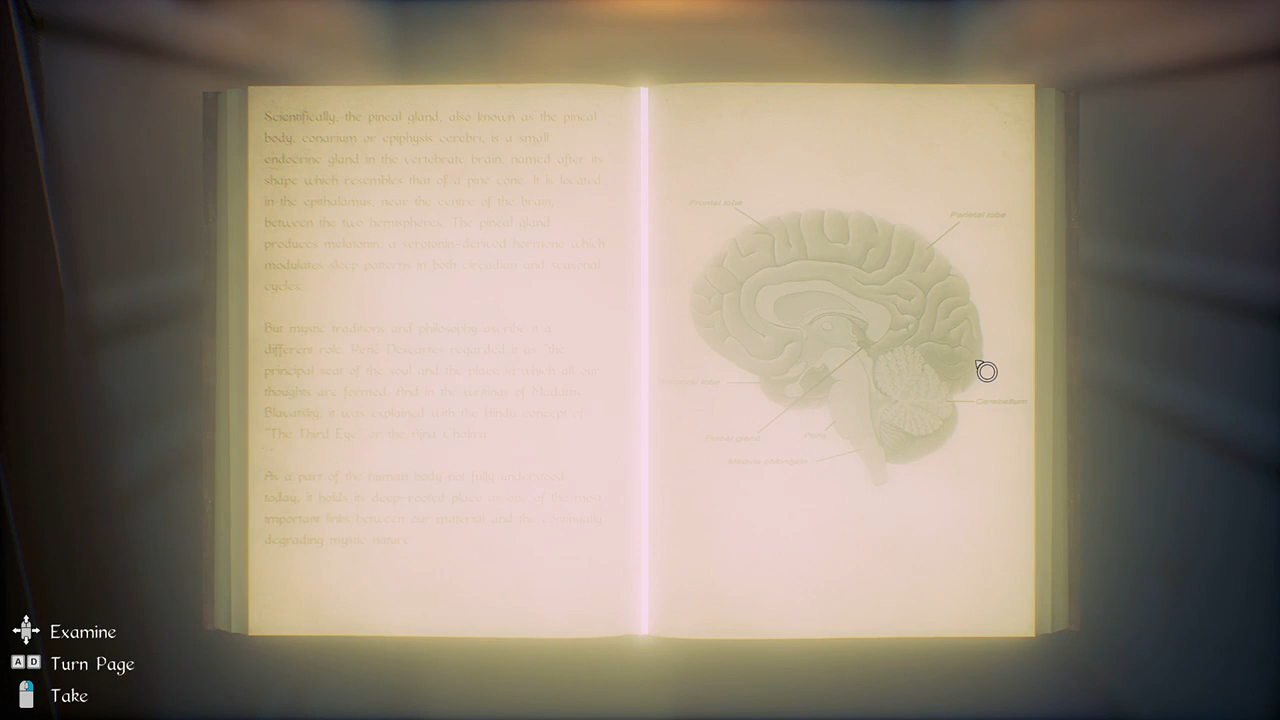 Scientifically, the pineal gland, also known as the pineal
body, conarium or epiphysis cerebri, is a small
endocrine gland in the vertebrate brain, named after its
shape which resembles that of a pine cone. It is located
in the epithalamus, near the centre of the brain,
between the two hemispheres. The pineal gland
produces melatonin, a serotonin-derived hormone which
modulates sleep patterns in both circadian and seasonal
cycles.
But mystic traditions and philosophy ascribe it a
different role. René Descartes regarded it as "the
principal seat of the soul and the place in which all our
thoughts are formed. And in the writings of Madame
Blavatsky, it was explained with the Hindu concept of
"The Third Eye" or the Ajna Chakra.
As a part of the human body not fully understood
today, it holds its deep-rooted place as one of the most
important links between our material and the continually
degrading mystic nature.
Frontal lobe
Parietal lobe
lobe
Cerebellum
Pineal gland
Pons
Medulla oblongata
Examine
A D Turn Page
Take